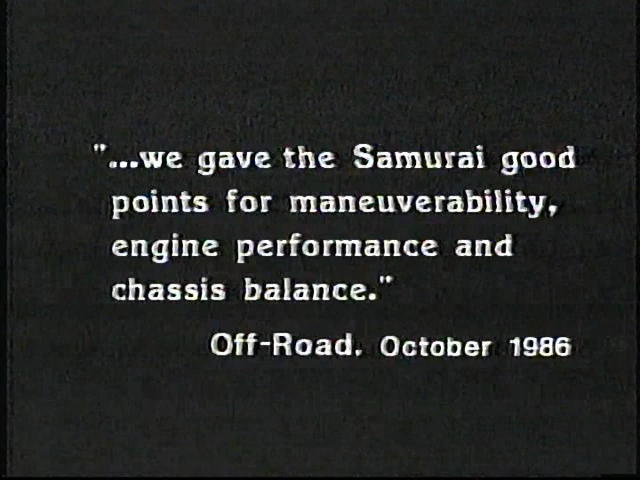 "...we gave the Samurai good
points for maneuverability,
engine performance and
chassis balance."
Off-Road. October 1986